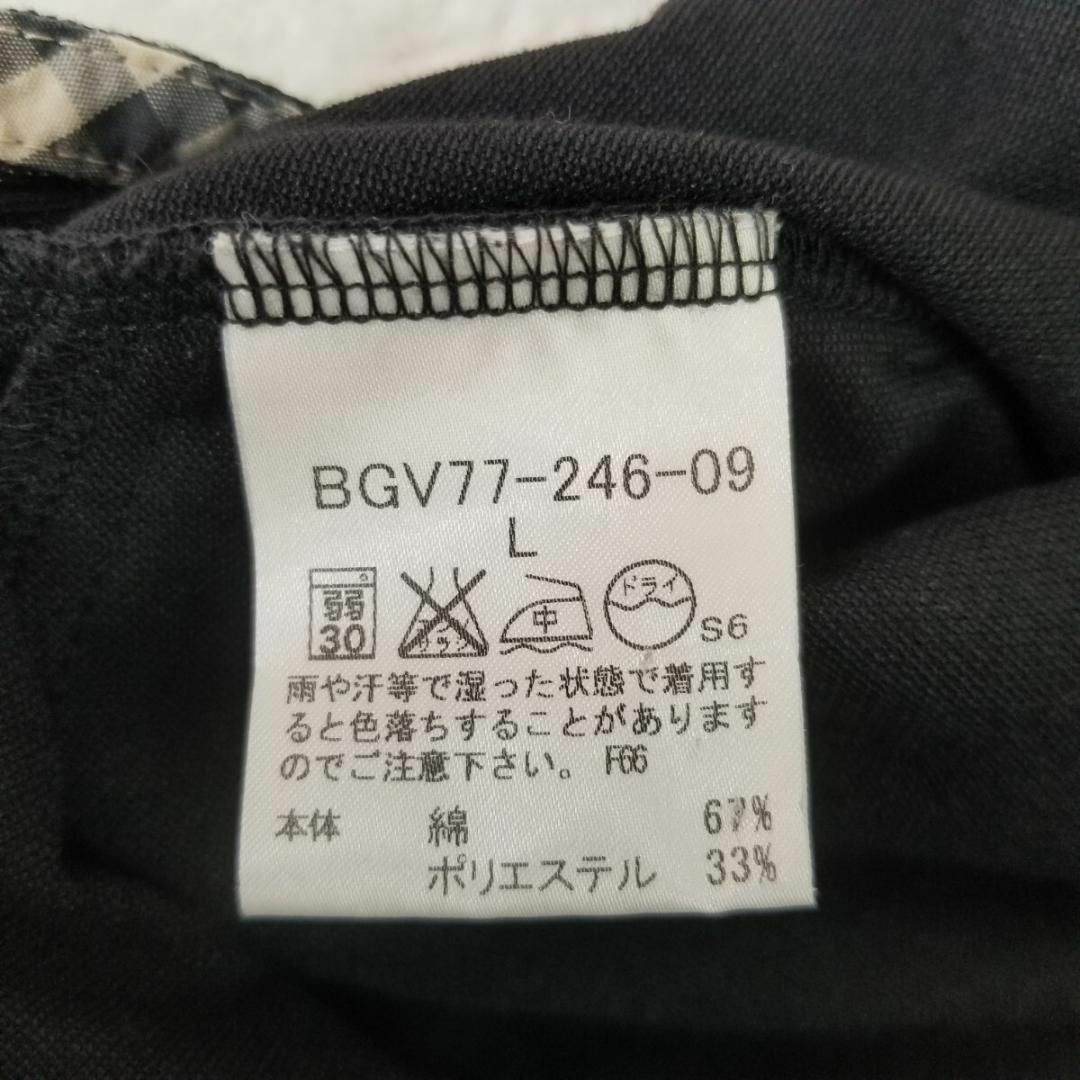 BGV77-246-09
L
弱
30
中
ドライ
S6
雨や汗等で湿った状態で着用す
ると色落ちすることがあります
のでご注意下さい。 F66
本体 綿 67%
ポリエステル 33%